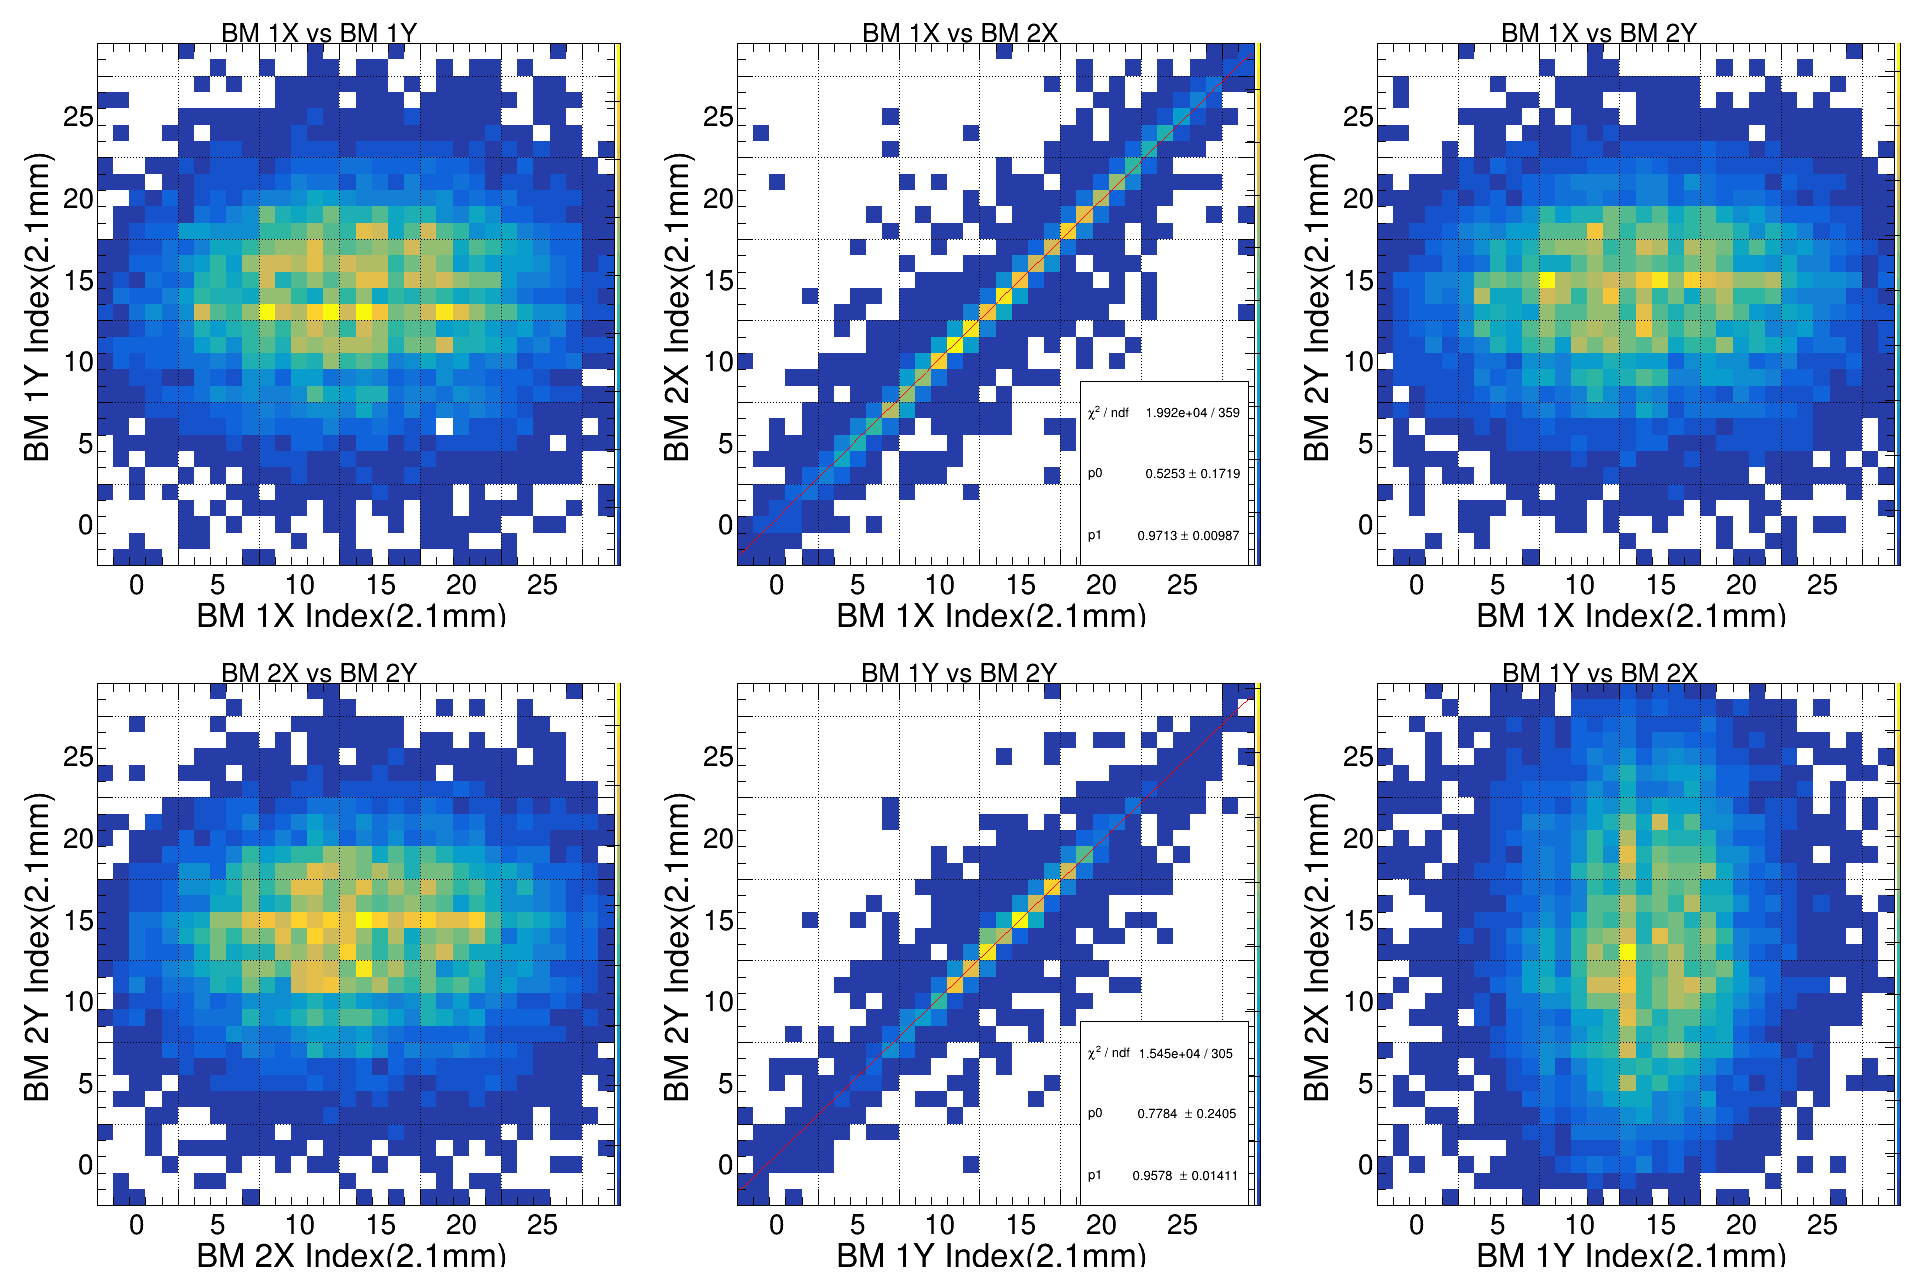 BM 1X vs BM 1Y
25
20
15
10
5
0
BM 1Y Index(2.1mm)
0 5 10 15 20 25
BM 1X Index(2.1mm)
BM 1X vs BM 2X
25
20
15
10
5
0
BM 2X Index(2.1mm)
χ² / ndf 1.992e+04 / 359
p0 0.5253 ± 0.1719
p1 0.9713 ± 0.00987
0 5 10 15 20 25
BM 1X Index(2.1mm)
BM 1X vs BM 2Y
25
20
15
10
5
0
BM 2Y Index(2.1mm)
0 5 10 15 20 25
BM 1X Index(2.1mm)
BM 2X vs BM 2Y
25
20
15
10
5
0
BM 2Y Index(2.1mm)
0 5 10 15 20 25
BM 2X Index(2.1mm)
BM 1Y vs BM 2Y
25
20
15
10
5
0
BM 2Y Index(2.1mm)
χ² / ndf 1.545e+04 / 305
p0 0.7784 ± 0.2405
p1 0.9578 ± 0.01411
0 5 10 15 20 25
BM 1Y Index(2.1mm)
BM 1Y vs BM 2X
25
20
15
10
5
0
BM 2X Index(2.1mm)
0 5 10 15 20 25
BM 1Y Index(2.1mm)